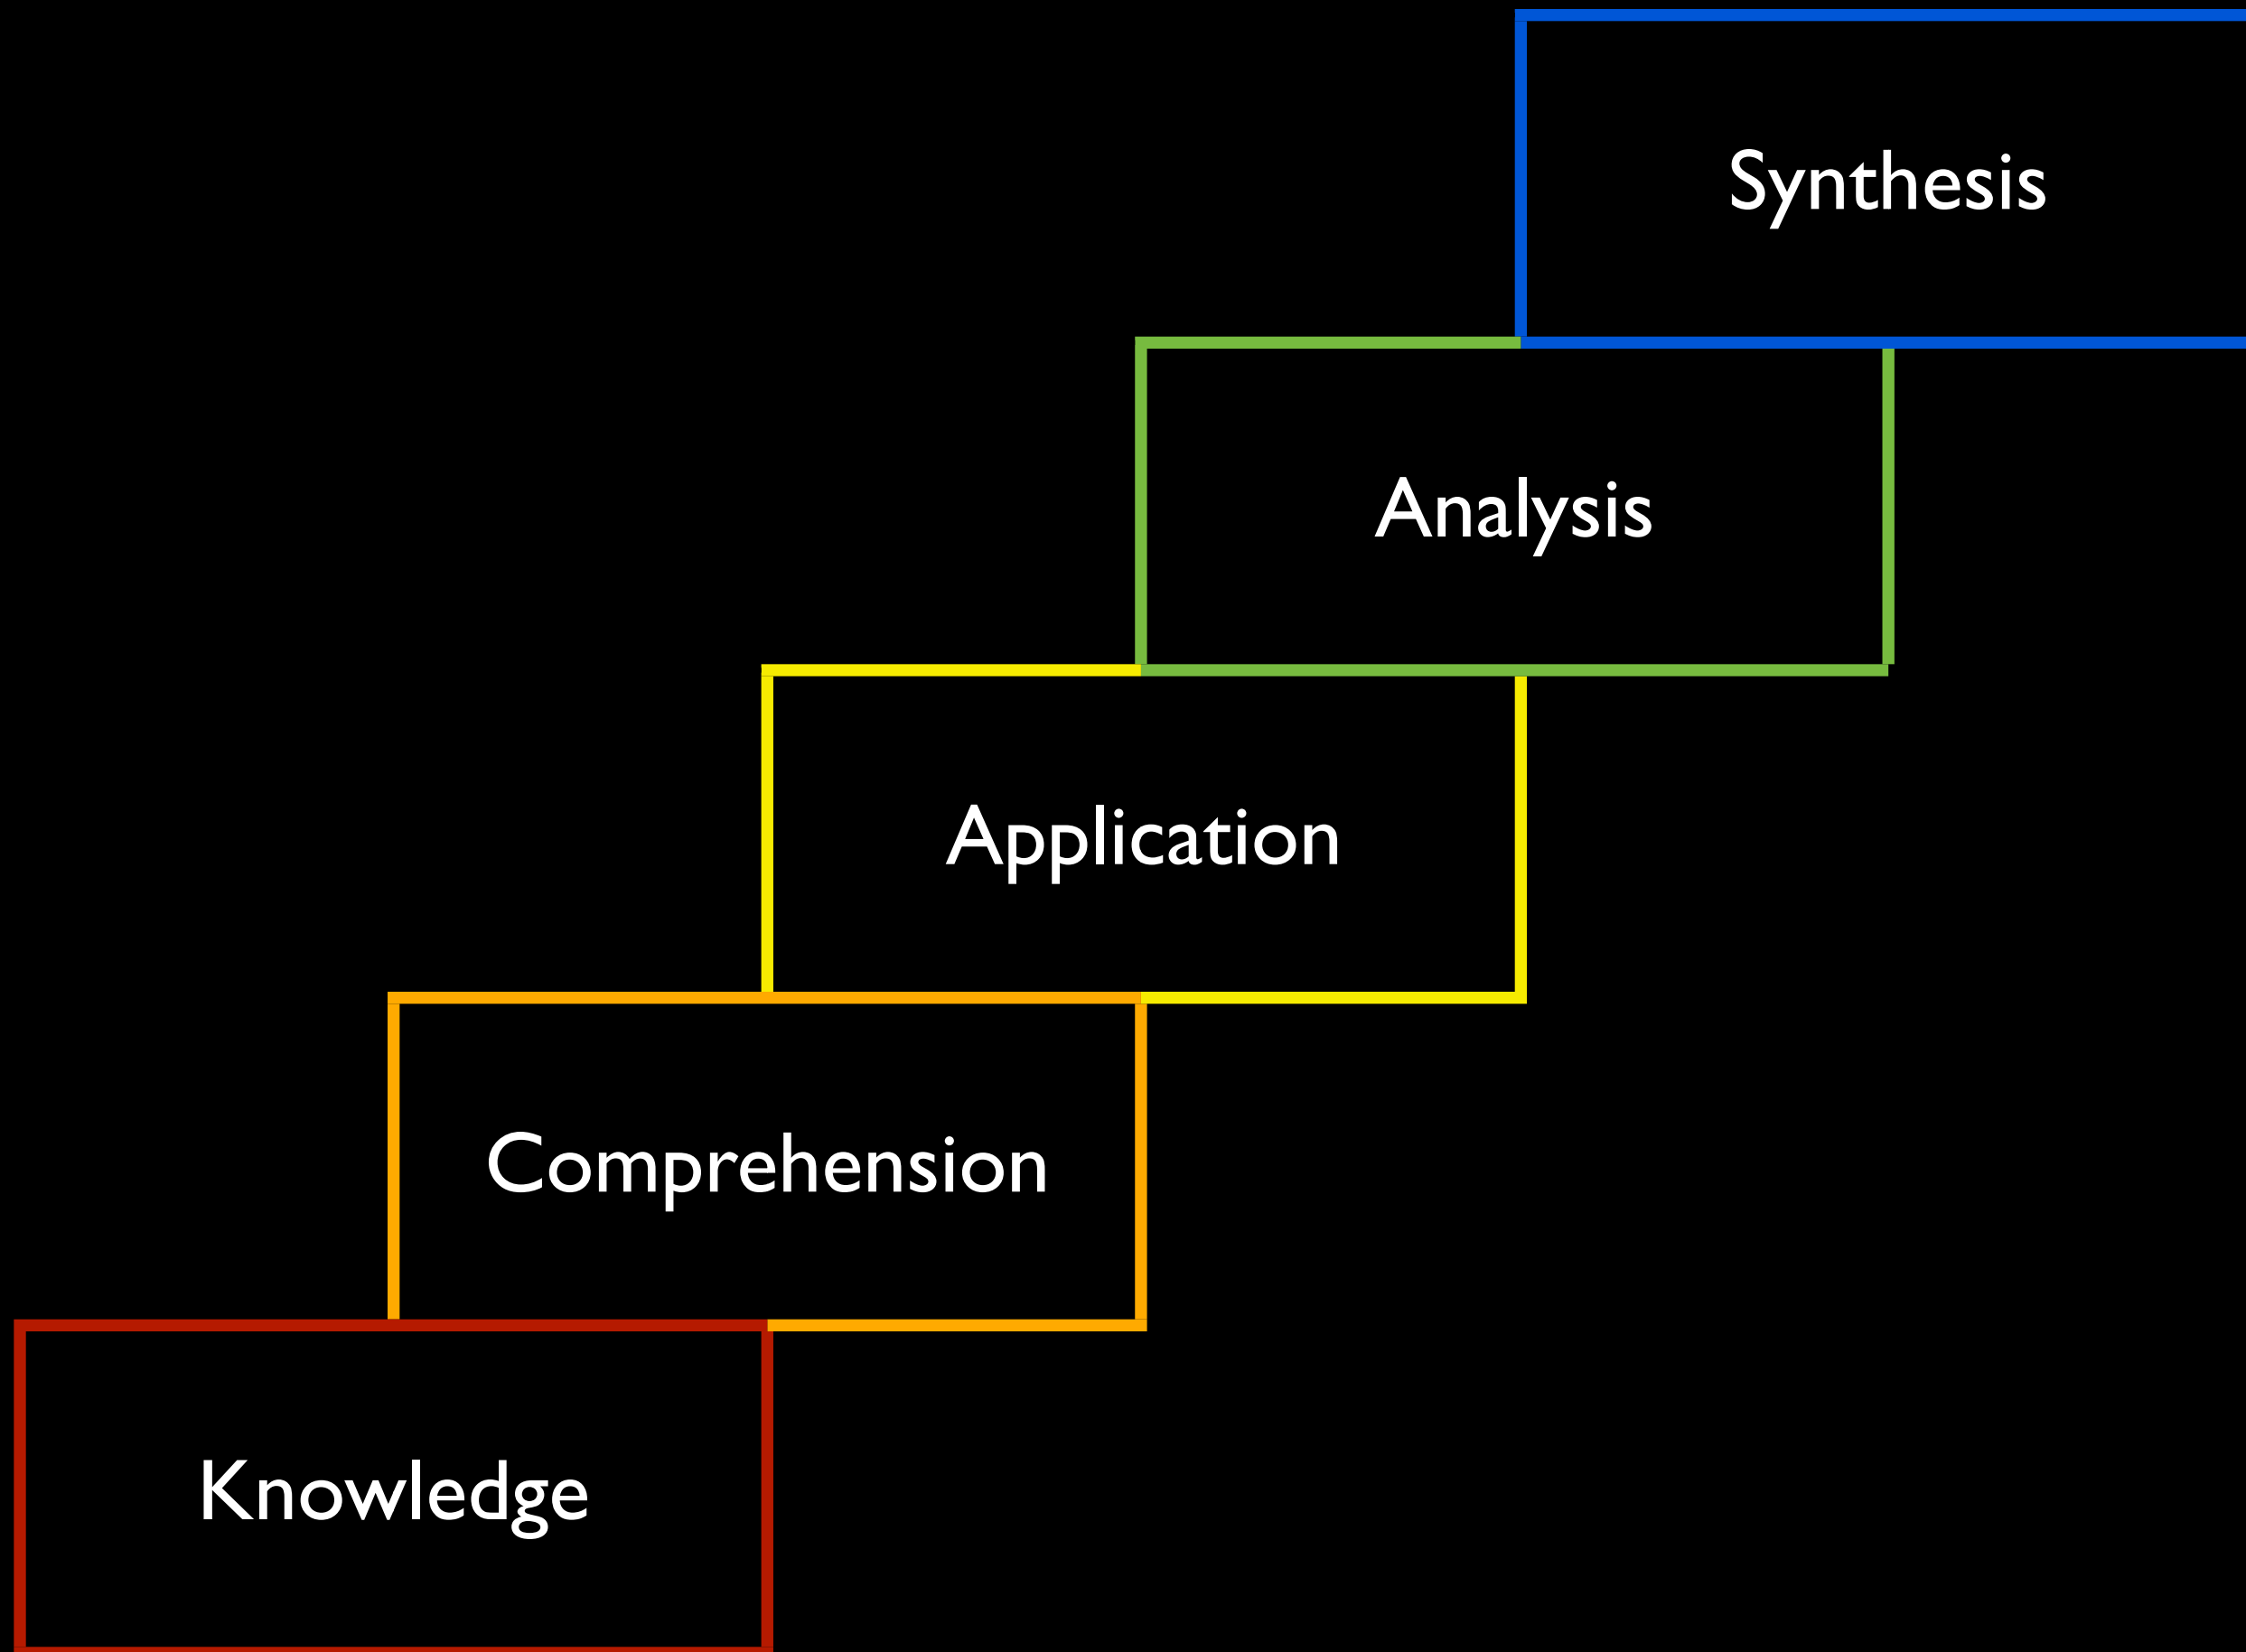 Synthesis
Analysis
Application
Comprehension
Knowledge